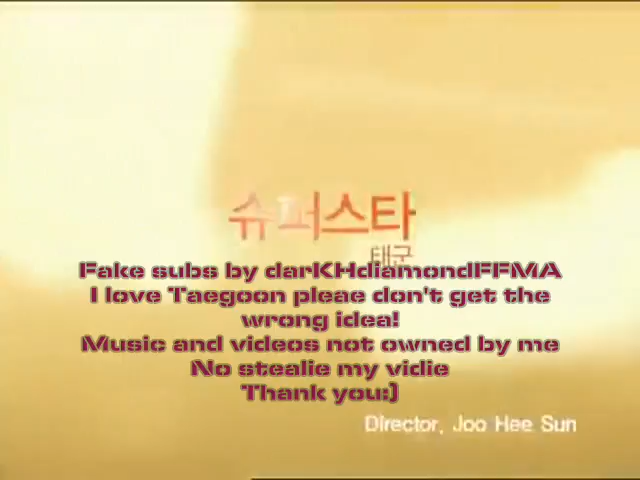 슈퍼스타
태군
Fake subs by darKHdiamondFFMA
I love Taegoon pleae don't get the
wrong idea!
Music and videos not owned by me
No stealie my vidie
Thank you:)
Director, Joo Hee Sun